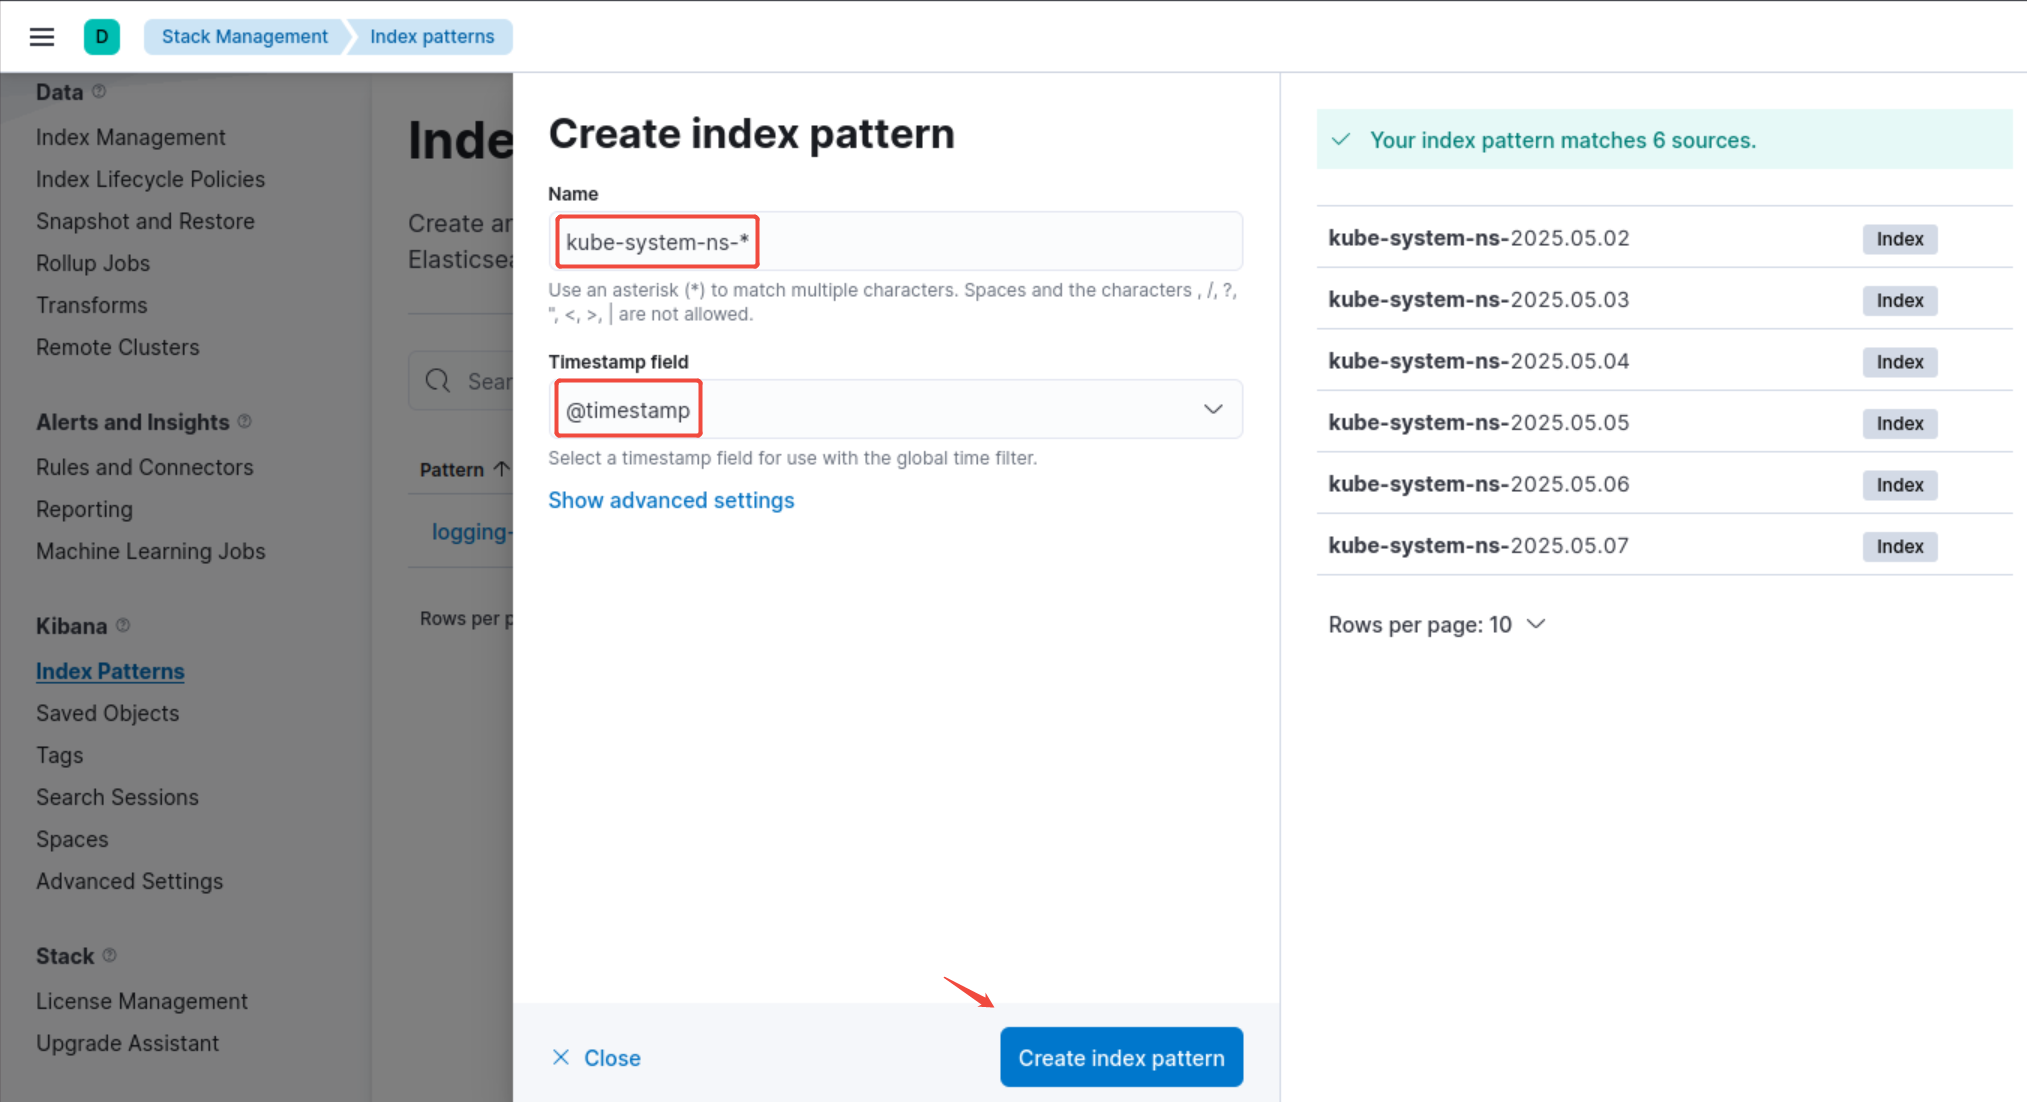 D
Stack Management
Index patterns
Data
Index Management
Index Lifecycle Policies
Snapshot and Restore
Rollup Jobs
Transforms
Remote Clusters
Alerts and Insights
Rules and Connectors
Reporting
Machine Learning Jobs
Kibana
Index Patterns
Saved Objects
Tags
Search Sessions
Spaces
Advanced Settings
Stack
License Management
Upgrade Assistant
Inde
Create an
Elasticsea
Sear
Pattern ↑
logging-
Rows per p
Create index pattern
Name
kube-system-ns-*
Use an asterisk (*) to match multiple characters. Spaces and the characters , /, ?,
", <, >, | are not allowed.
Timestamp field
@timestamp
Select a timestamp field for use with the global time filter.
Show advanced settings
Close
Create index pattern
Your index pattern matches 6 sources.
kube-system-ns-2025.05.02 Index
kube-system-ns-2025.05.03 Index
kube-system-ns-2025.05.04 Index
kube-system-ns-2025.05.05 Index
kube-system-ns-2025.05.06 Index
kube-system-ns-2025.05.07 Index
Rows per page: 10